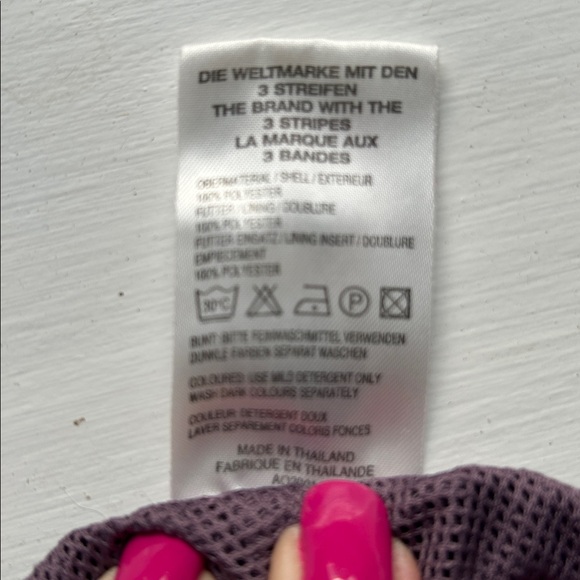 DIE WELTMARKE MIT DEN
3 STREIFEN
THE BRAND WITH THE
3 STRIPES
LA MARQUE AUX
3 BANDES
OBERMATERIAL / SHELL / EXTERIEUR
100% POLYESTER
FUTTER / LINING / DOUBLURE
100% POLYESTER
FUTTER-EINSATZ / LINING INSERT / DOUBLURE
EMPIECEMENT
100% POLYESTER
30°C P
BUNT: BITTE FEINWASCHMITTEL VERWENDEN
DUNKLE FARBEN SEPARAT WASCHEN
COLOURED: USE MILD DETERGENT ONLY
WASH DARK COLOURS SEPARATELY
COULEUR: DETERGENT DOUX
LAVER SEPAREMENT COLORIS FONCES
MADE IN THAILAND
FABRIQUE EN THAILANDE